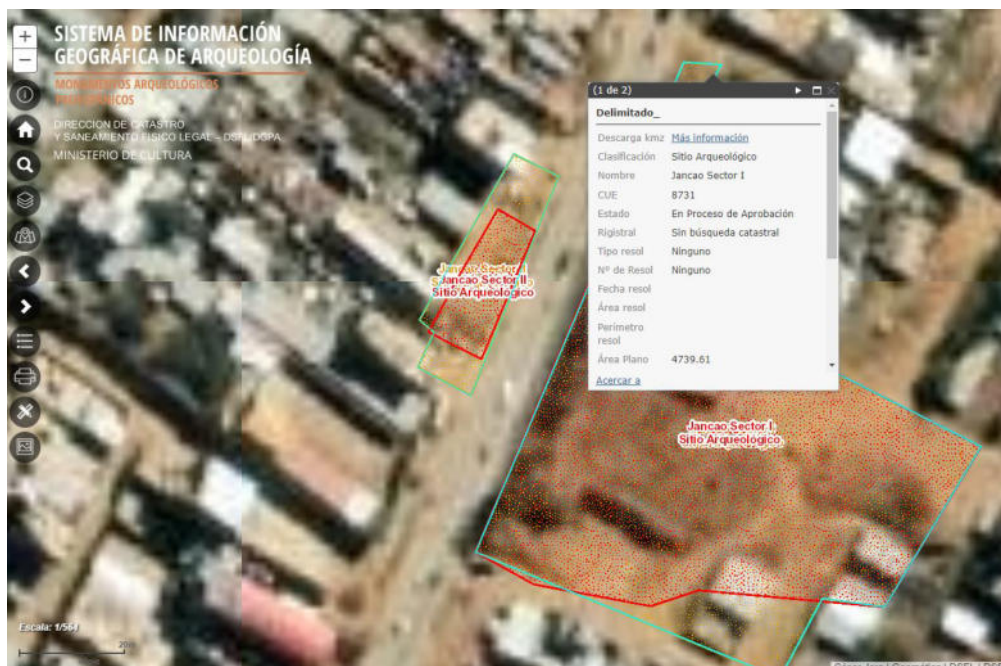 SISTEMA DE INFORMACIÓN
GEOGRÁFICA DE ARQUEOLOGÍA
MONUMENTOS ARQUEOLÓGICOS
DIRECCION DE CATASTRO
Y SANEAMIENTO FISICO LEGAL - DSFL/DGPA
MINISTERIO DE CULTURA
(1 de 2)
Delimitado_
Descarga kmz Más información
Clasificación Sitio Arqueológico
Nombre Jancao Sector I
CUE 8731
Estado En Proceso de Aprobación
Rigistral Sin búsqueda catastral
Tipo resol Ninguno
Nº de Resol Ninguno
Fecha resol
Área resol
Perímetro
resol
Área Plano 4739.61
Acercar a
Jancao Sector II
Sitio Arqueológico
Jancao Sector I
Sitio Arqueológico
Escala: 1/564